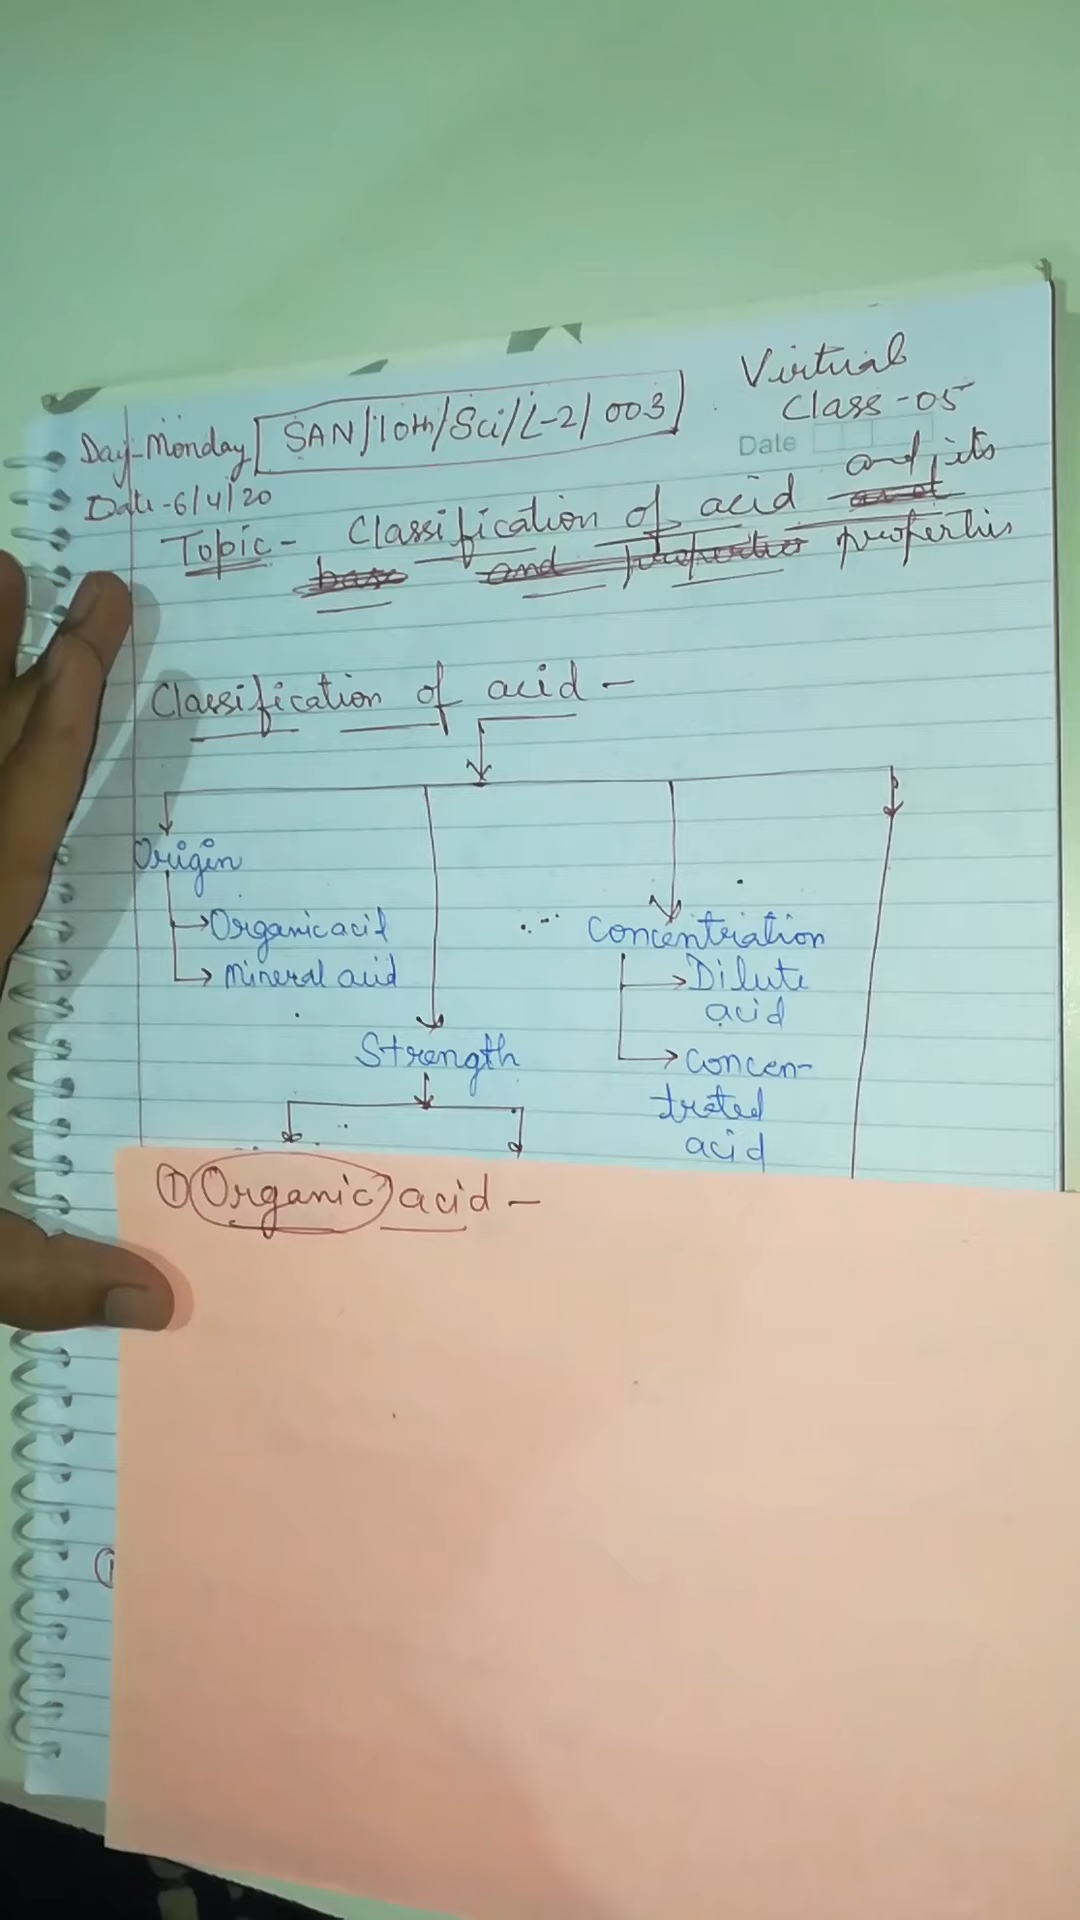 Virtual
Class-05
Day-Monday SAN/10th/Sci/L-2/003
Date
Date-6/4/20
Topic- Classification of acid and its
base and properties properties
Classification of acid -
Origin
Organic acid
Mineral acid
Concentration
Dilute
acid
Concen-
trated
acid
Strength
① Organic acid -